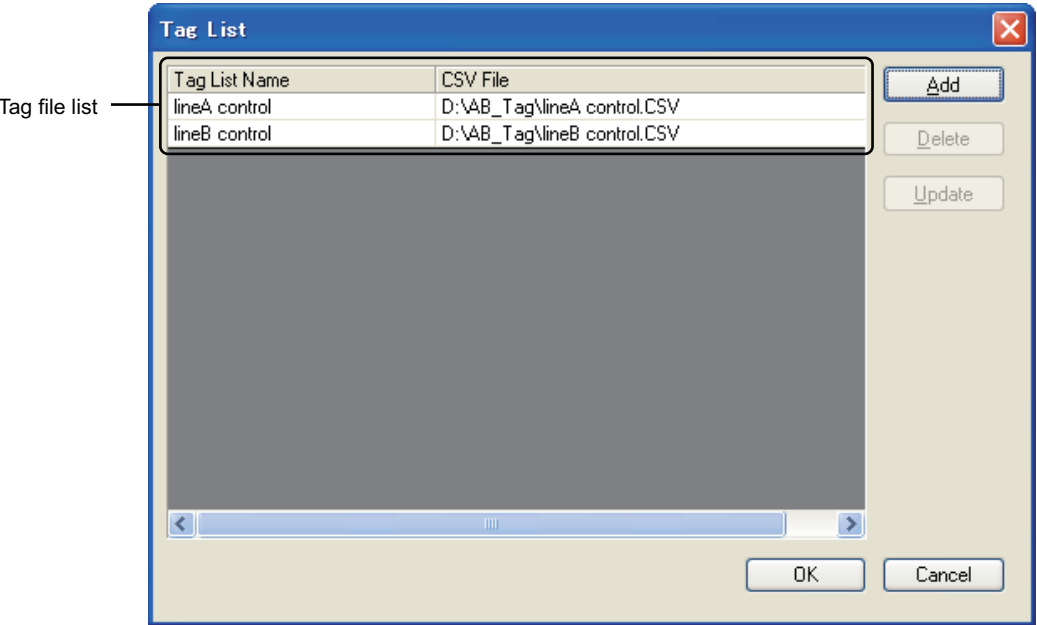 Tag List
Tag List Name CSV File Add
Tag file list lineA control D:\AB_Tag\lineA control.CSV
lineB control D:\AB_Tag\lineB control.CSV Delete
Update
OK Cancel